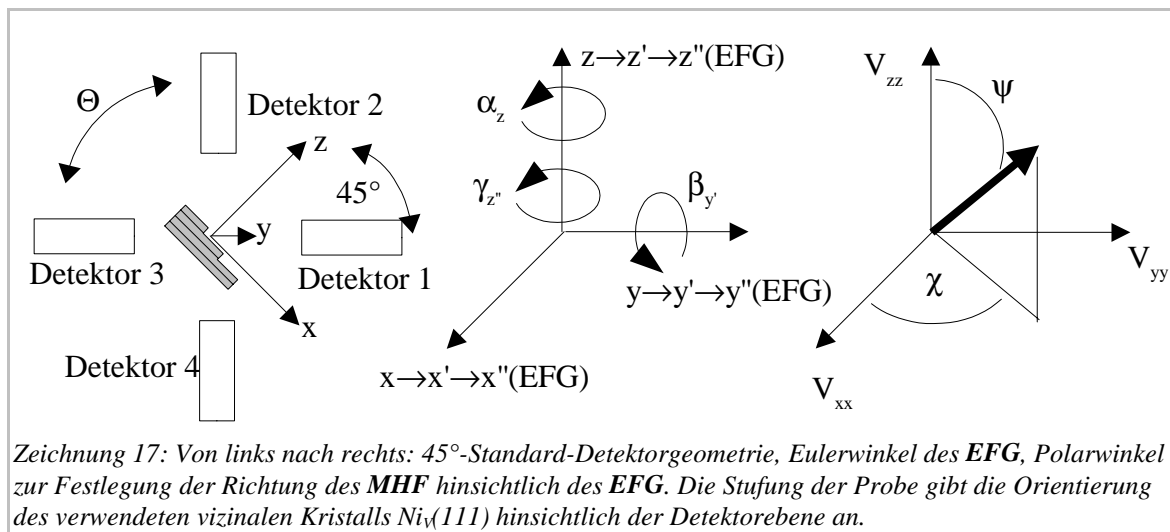 Θ
Detektor 2
z
45°
y
Detektor 3
Detektor 1
x
Detektor 4
z→z'→z''(EFG)
α_z
γ_z''
β_y'
y→y'→y''(EFG)
x→x'→x''(EFG)
V_zz
ψ
V_yy
χ
V_xx
Zeichnung 17: Von links nach rechts: 45°-Standard-Detektorgeometrie, Eulerwinkel des EFG, Polarwinkel
zur Festlegung der Richtung des MHF hinsichtlich des EFG. Die Stufung der Probe gibt die Orientierung
des verwendeten vizinalen Kristalls Ni_V(111) hinsichtlich der Detektorebene an.